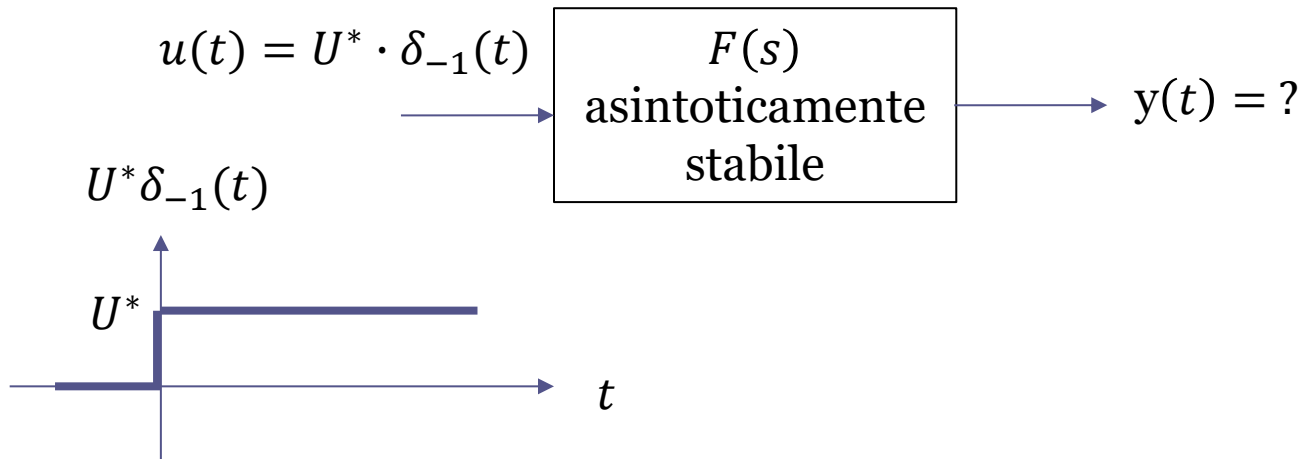 u(t) = U* · δ₋₁(t)
F(s)
asintoticamente
stabile
y(t) = ?
U*δ₋₁(t)
U*
t